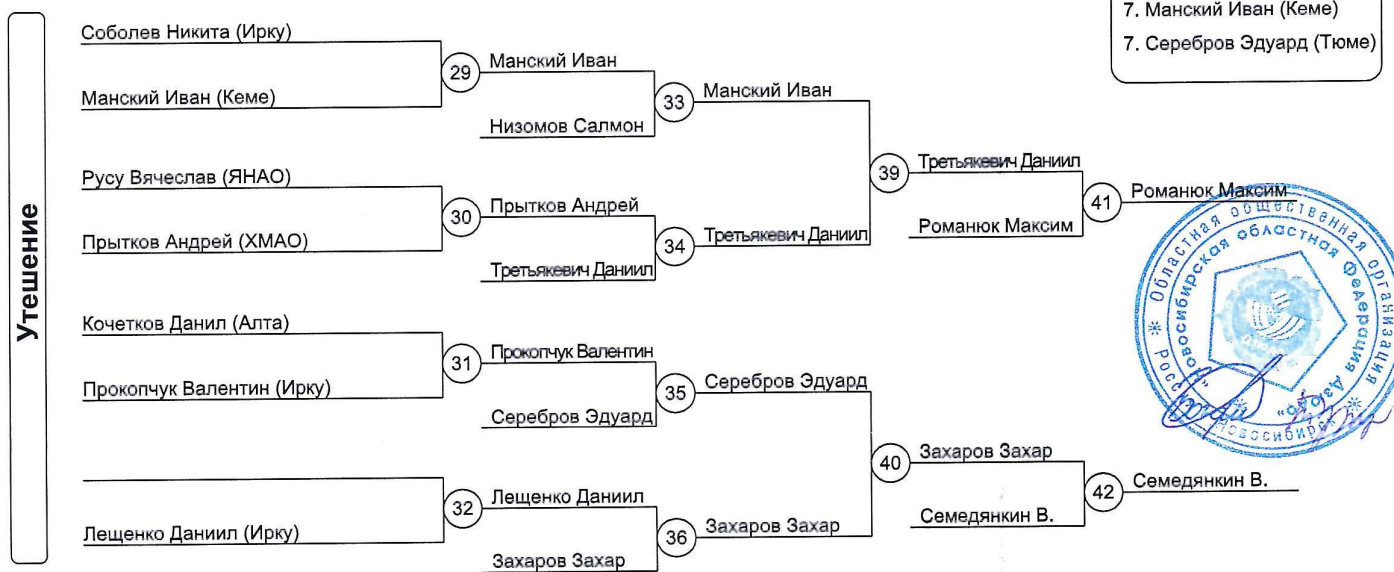 7. Манский Иван (Кеме)
7. Серебров Эдуард (Тюме)
Утешение
Соболев Никита (Ирку)
29
Манский Иван
Манский Иван (Кеме)
33
Манский Иван
Низомов Салмон
39
Третьякевич Даниил
Русу Вячеслав (ЯНАО)
41
Романюк Максим
30
Прытков Андрей
Романюк Максим
Прытков Андрей (ХМАО)
34
Третьякевич Даниил
Третьякевич Даниил
Кочетков Данил (Алта)
31
Прокопчук Валентин
Прокопчук Валентин (Ирку)
35
Серебров Эдуард
Серебров Эдуард
40
Захаров Захар
42
Семедянкин В.
32
Лещенко Даниил
Семедянкин В.
Лещенко Даниил (Ирку)
36
Захаров Захар
Захаров Захар
Областная общественная организация
Новосибирская областная Федерация Дзюдо"
Новосибирск